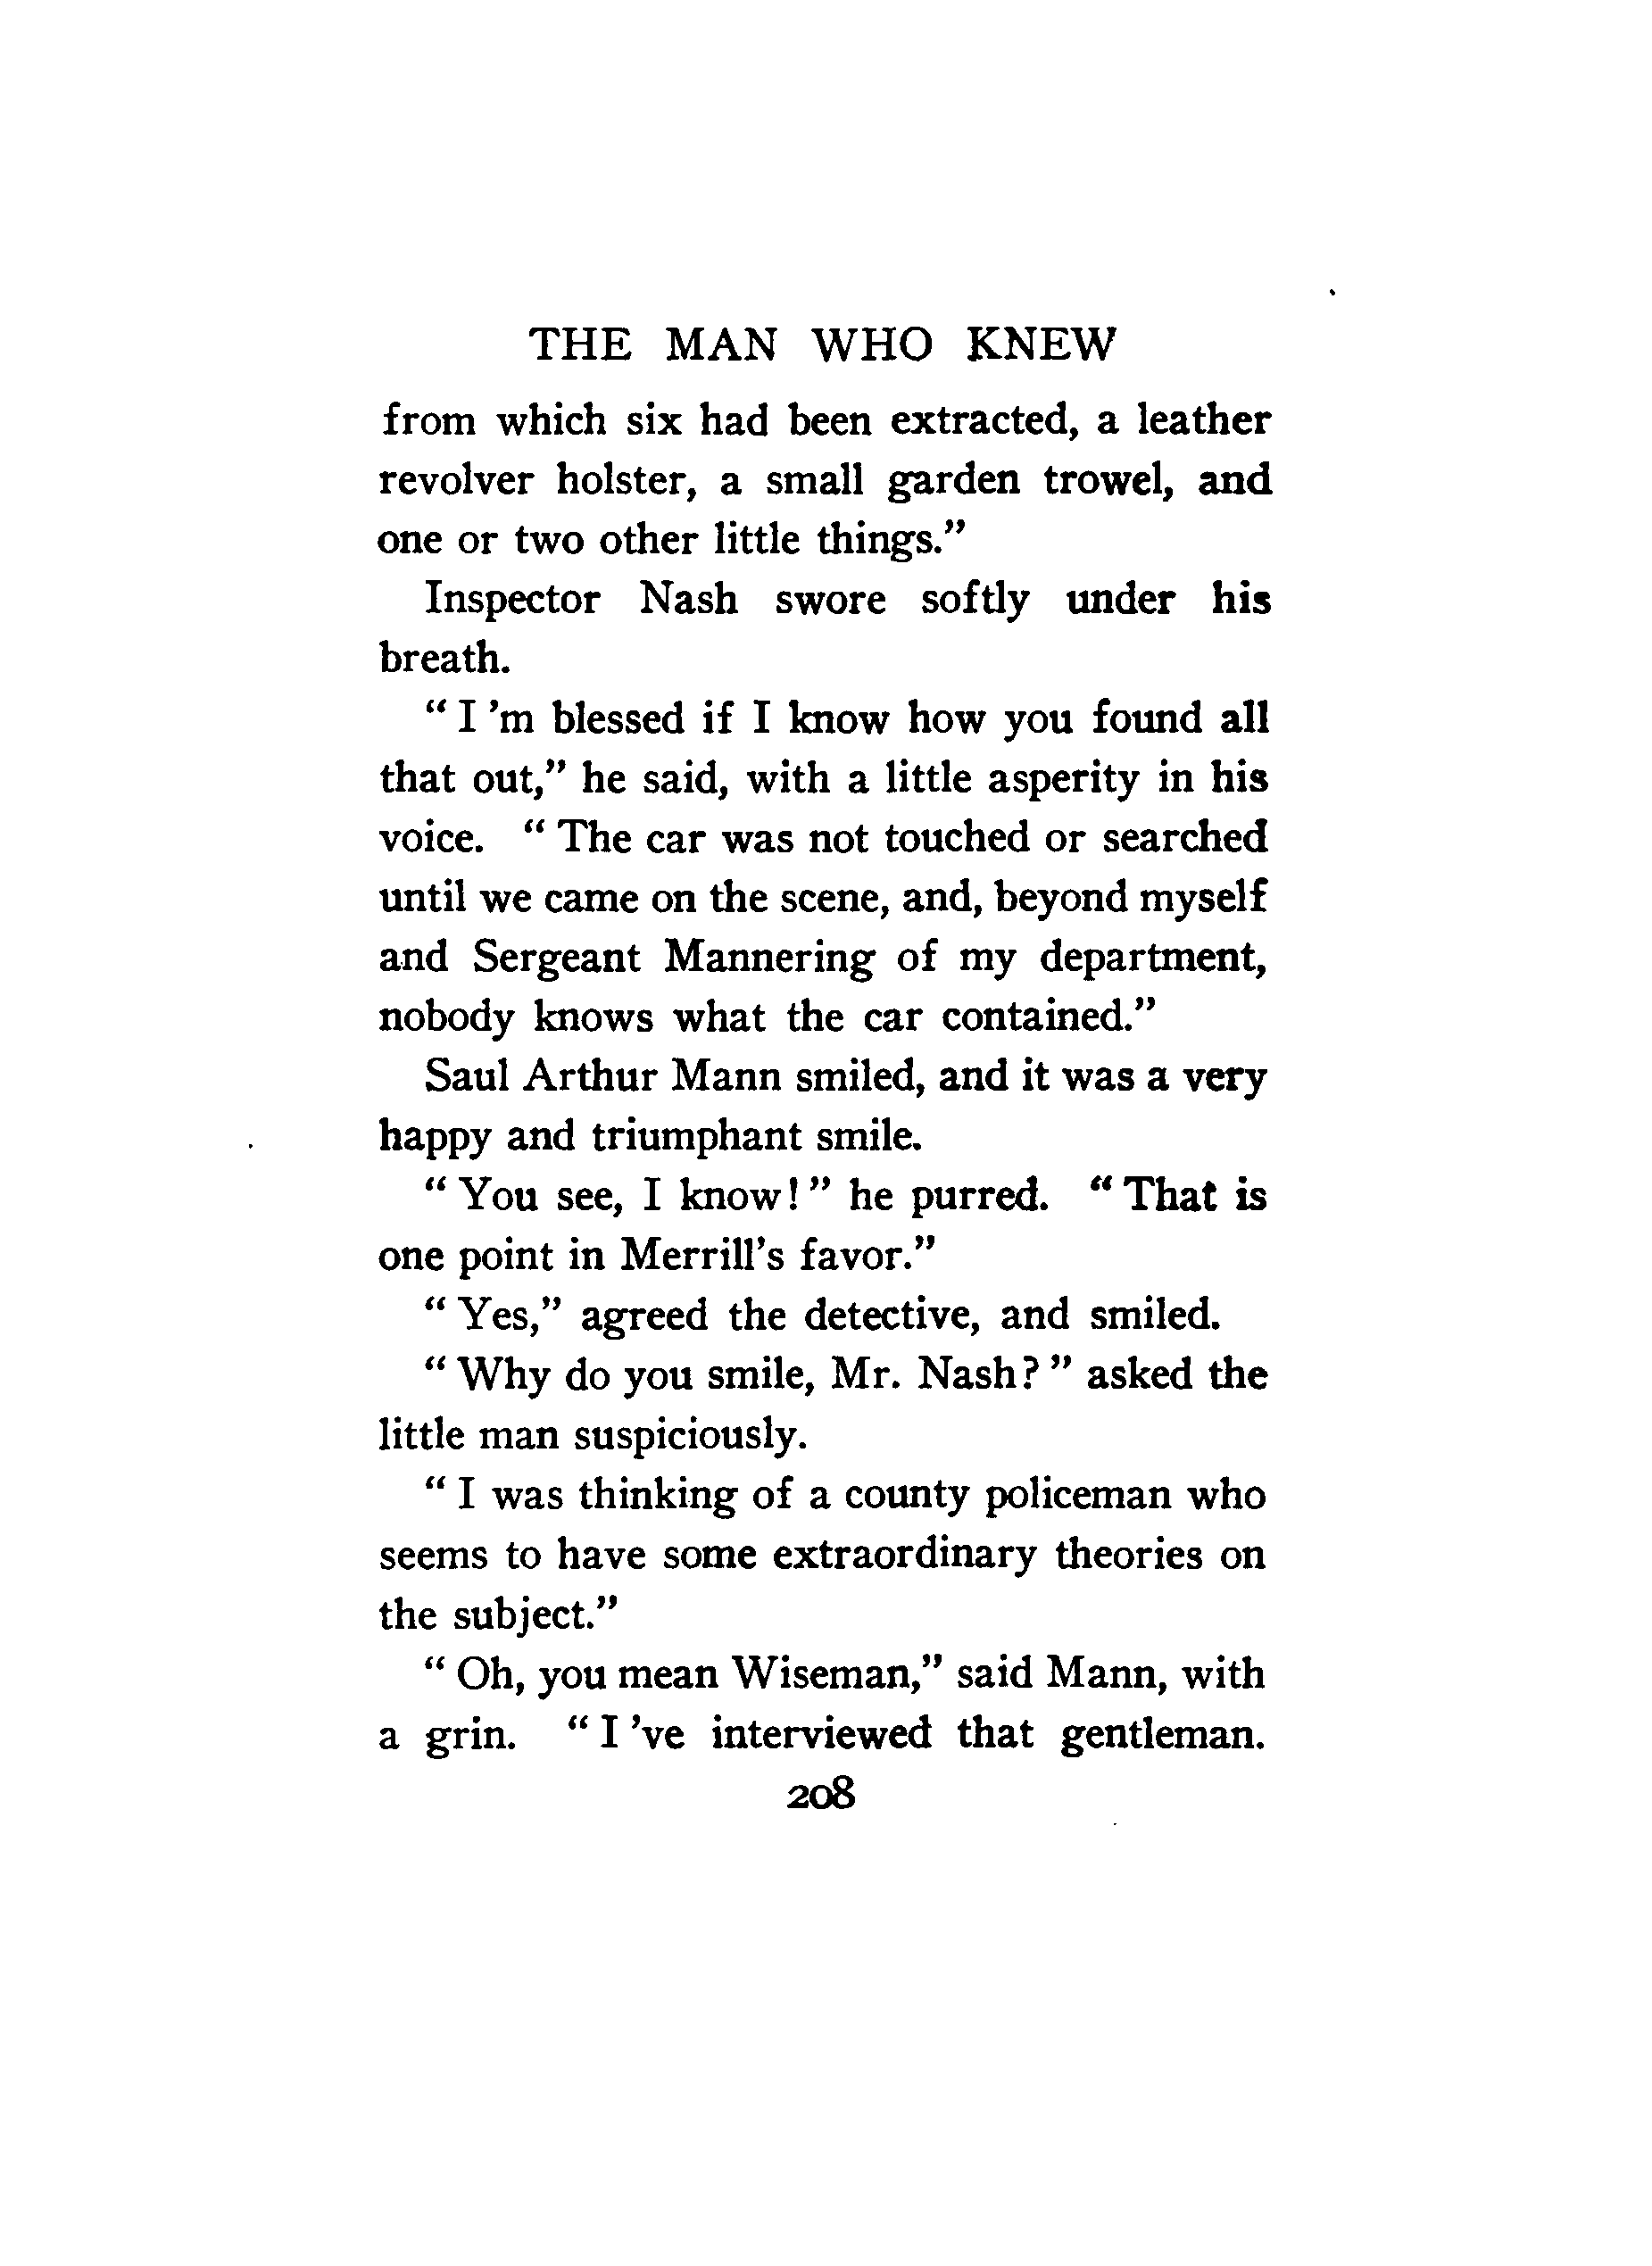 THE MAN WHO KNEW
from which six had been extracted, a leather
revolver holster, a small garden trowel, and
one or two other little things.”
Inspector Nash swore softly under his
breath.
“ I ’m blessed if I know how you found all
that out,” he said, with a little asperity in his
voice. “ The car was not touched or searched
until we came on the scene, and, beyond myself
and Sergeant Mannering of my department,
nobody knows what the car contained.”
Saul Arthur Mann smiled, and it was a very
happy and triumphant smile.
“ You see, I know! ” he purred. “ That is
one point in Merrill’s favor.”
“ Yes,” agreed the detective, and smiled.
“ Why do you smile, Mr. Nash? ” asked the
little man suspiciously.
“ I was thinking of a county policeman who
seems to have some extraordinary theories on
the subject.”
“ Oh, you mean Wiseman,” said Mann, with
a grin. “ I ’ve interviewed that gentleman.
208